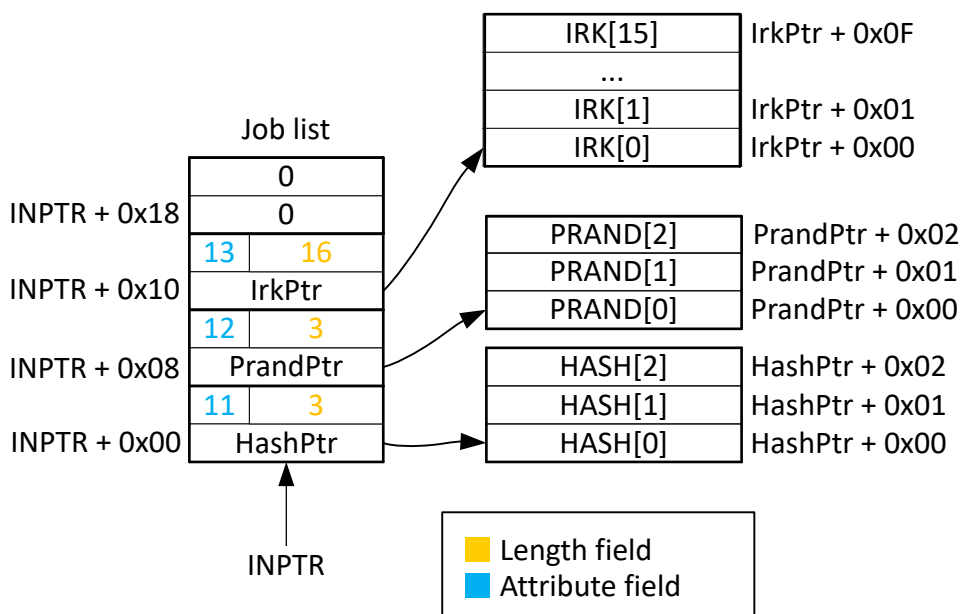 Job list
0
INPTR + 0x18 0
13 16
INPTR + 0x10 IrkPtr
12 3
INPTR + 0x08 PrandPtr
11 3
INPTR + 0x00 HashPtr
INPTR
IRK[15] IrkPtr + 0x0F
...
IRK[1] IrkPtr + 0x01
IRK[0] IrkPtr + 0x00
PRAND[2] PrandPtr + 0x02
PRAND[1] PrandPtr + 0x01
PRAND[0] PrandPtr + 0x00
HASH[2] HashPtr + 0x02
HASH[1] HashPtr + 0x01
HASH[0] HashPtr + 0x00
Length field
Attribute field